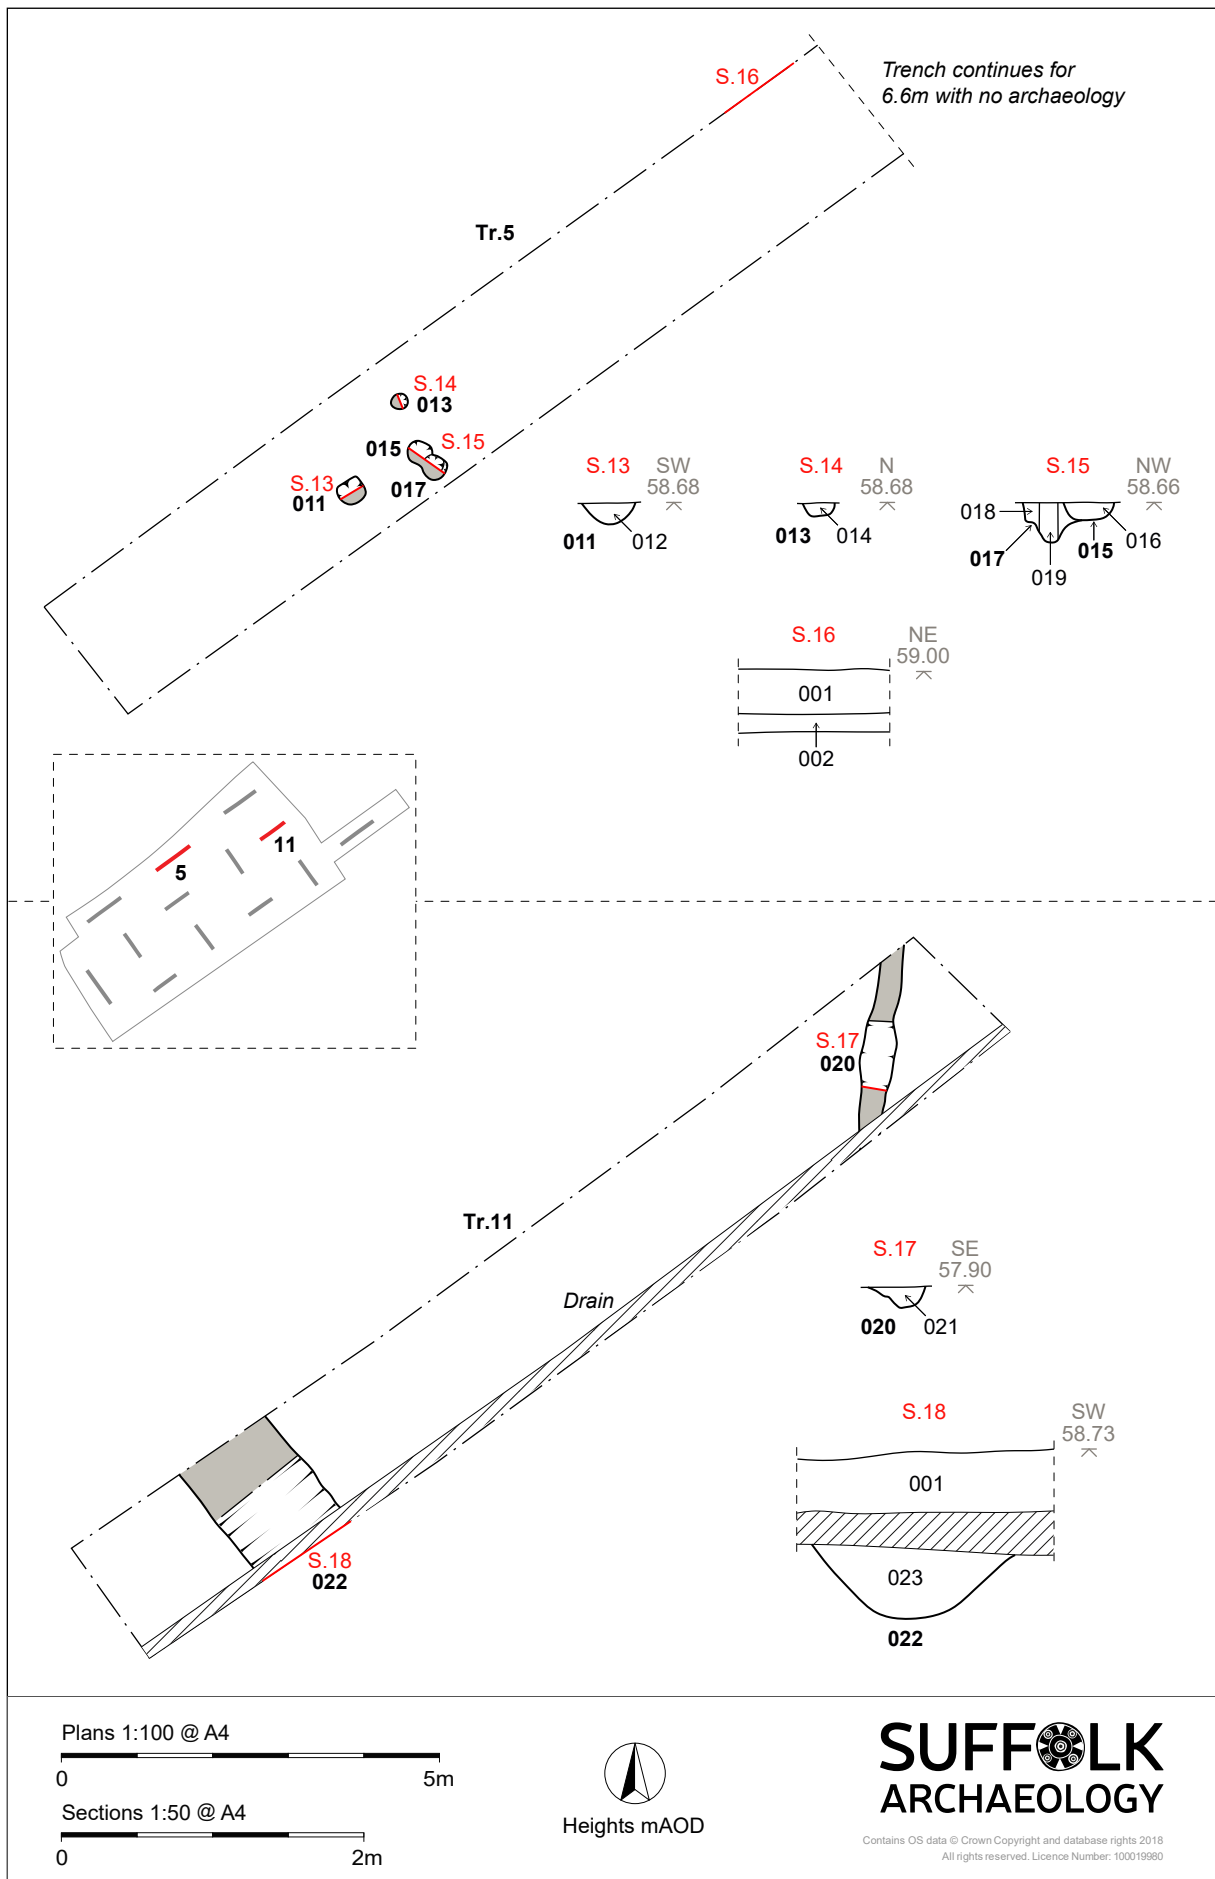 S.16
Trench continues for
6.6m with no archaeology
Tr.5
S.14
013
015
S.15
S.13
011
017
S.13
SW
58.68
011
012
S.14
N
58.68
013
014
S.15
NW
58.66
018
017
019
015
016
S.16
NE
59.00
001
002
5
11
S.17
020
Tr.11
Drain
S.17
SE
57.90
020
021
S.18
022
S.18
SW
58.73
001
023
022
Plans 1:100 @ A4
0
5m
Sections 1:50 @ A4
0
2m
Heights mAOD
SUFFOLK
ARCHAEOLOGY
Contains OS data © Crown Copyright and database rights 2018
All rights reserved. Licence Number: 100019980